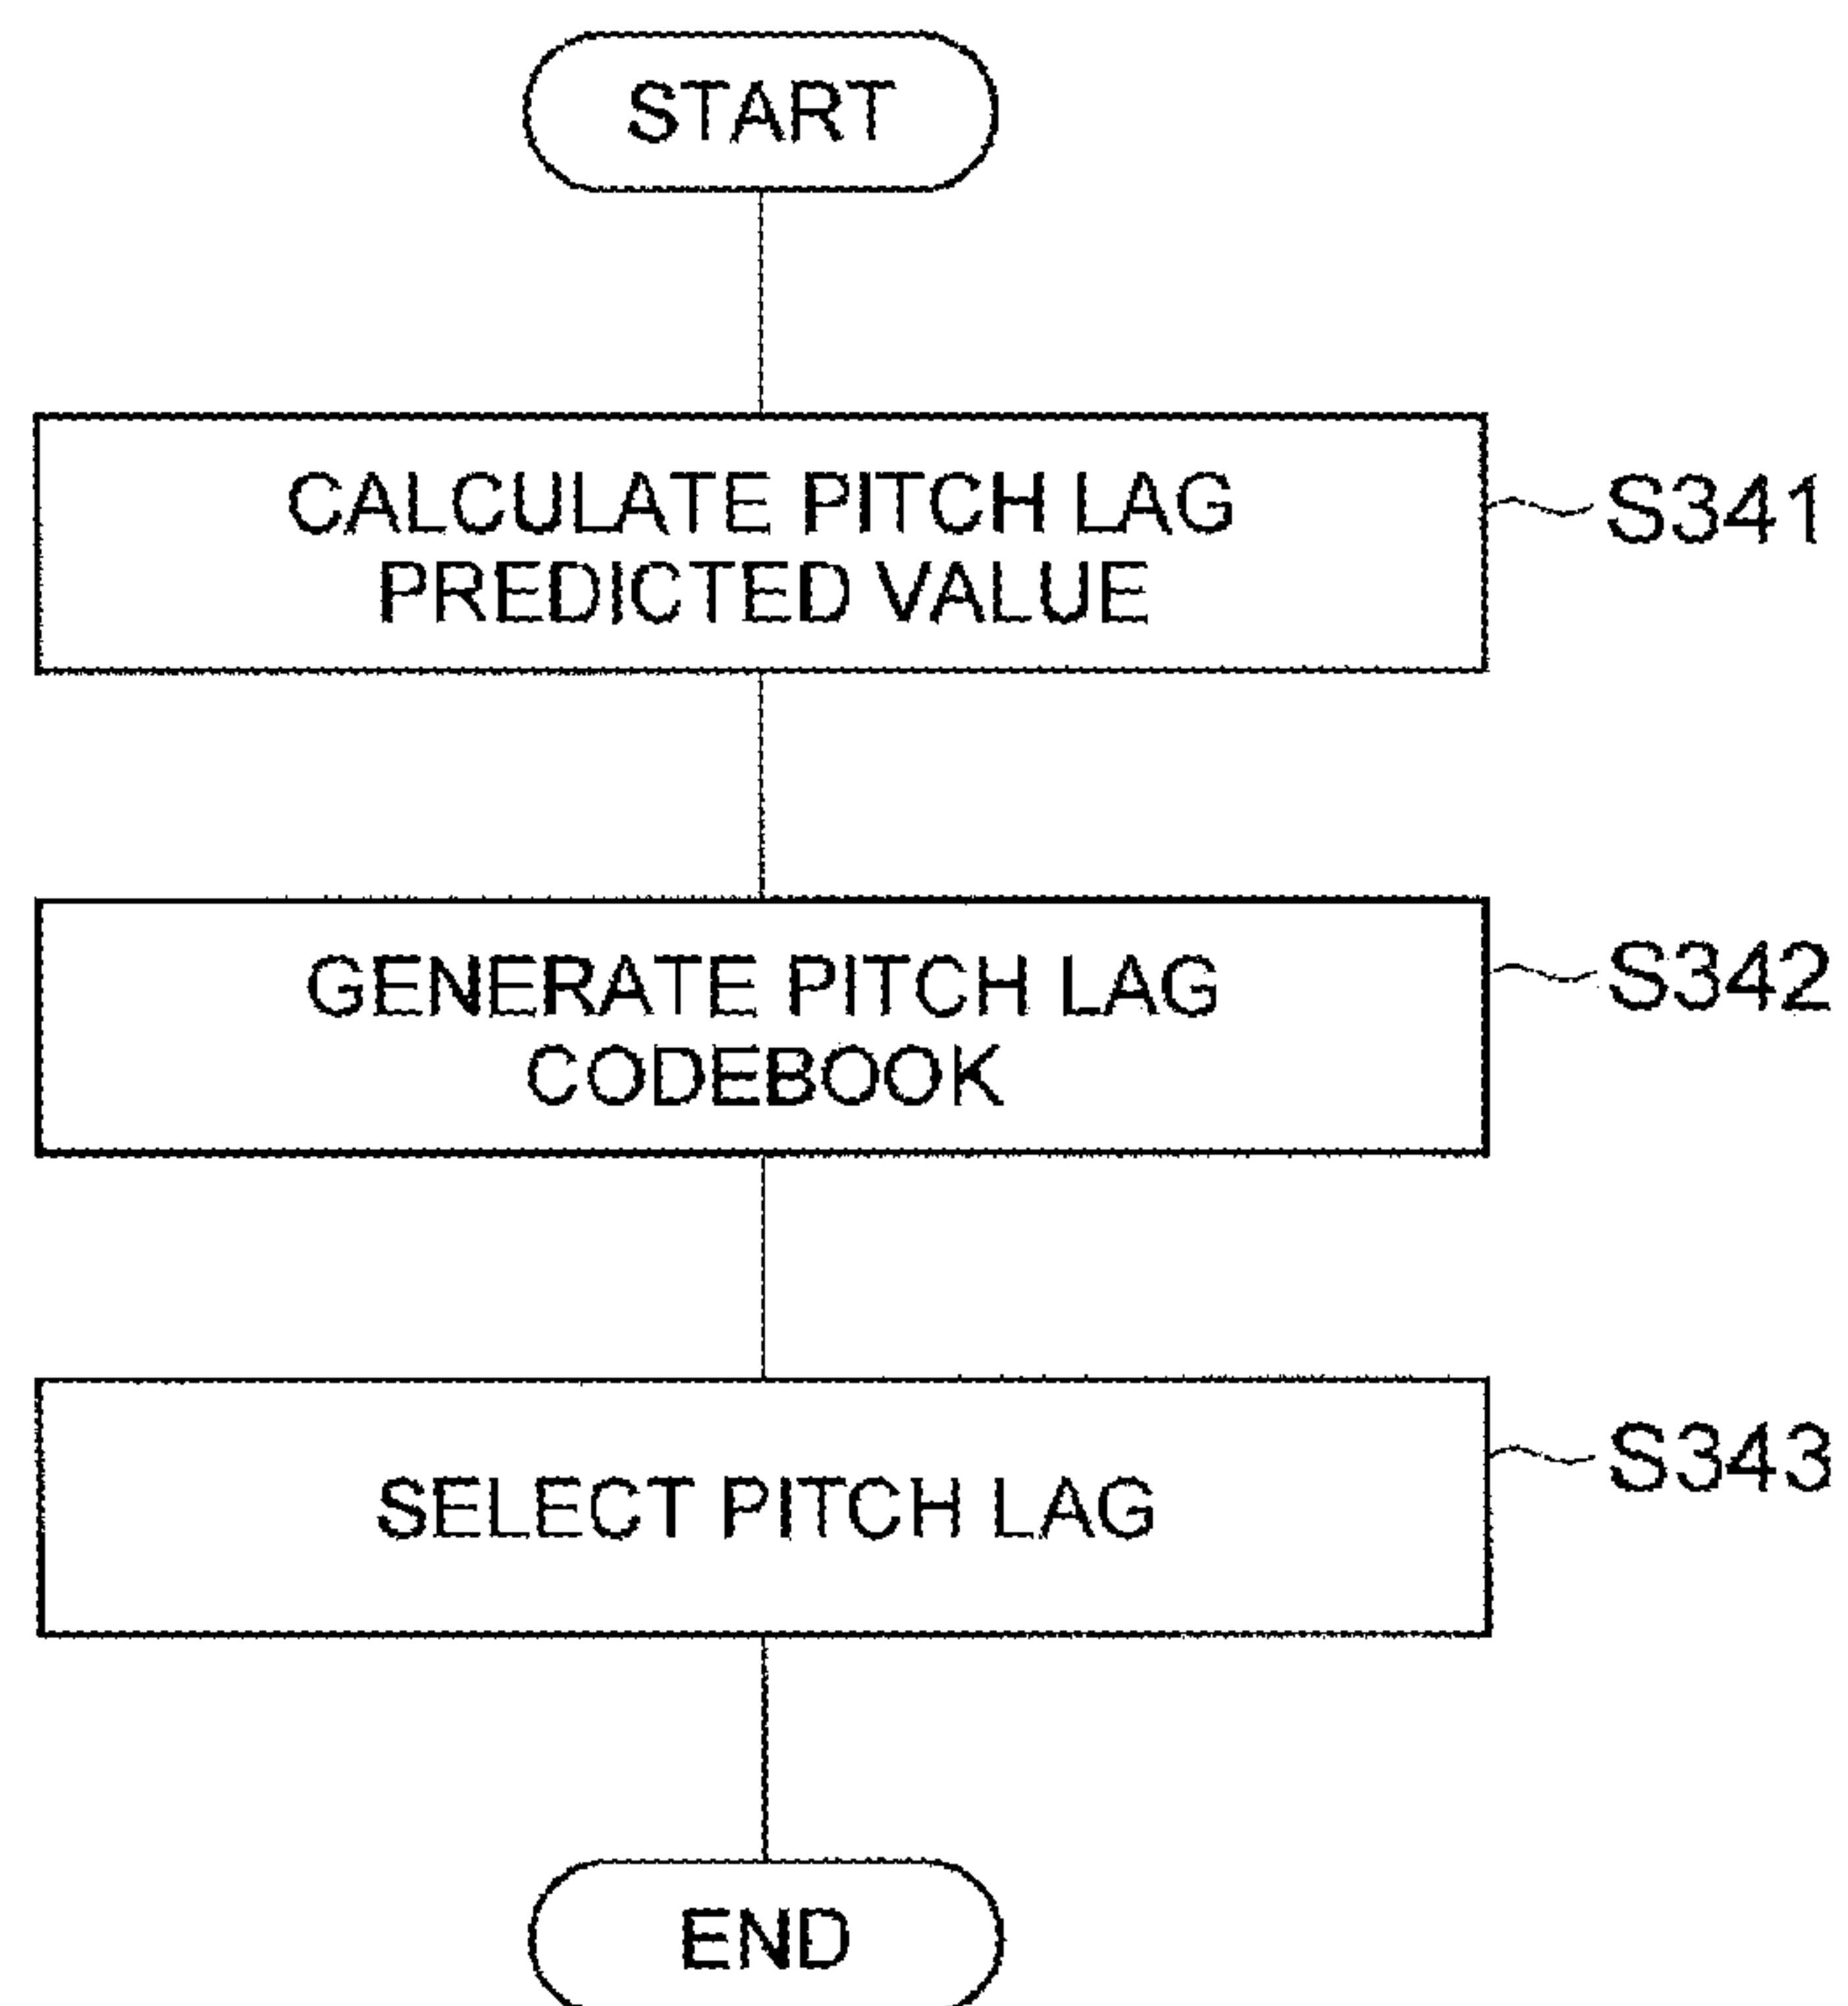 START
CALCULATE PITCH LAG
PREDICTED VALUE
S341
GENERATE PITCH LAG
CODEBOOK
S342
SELECT PITCH LAG
S343
END